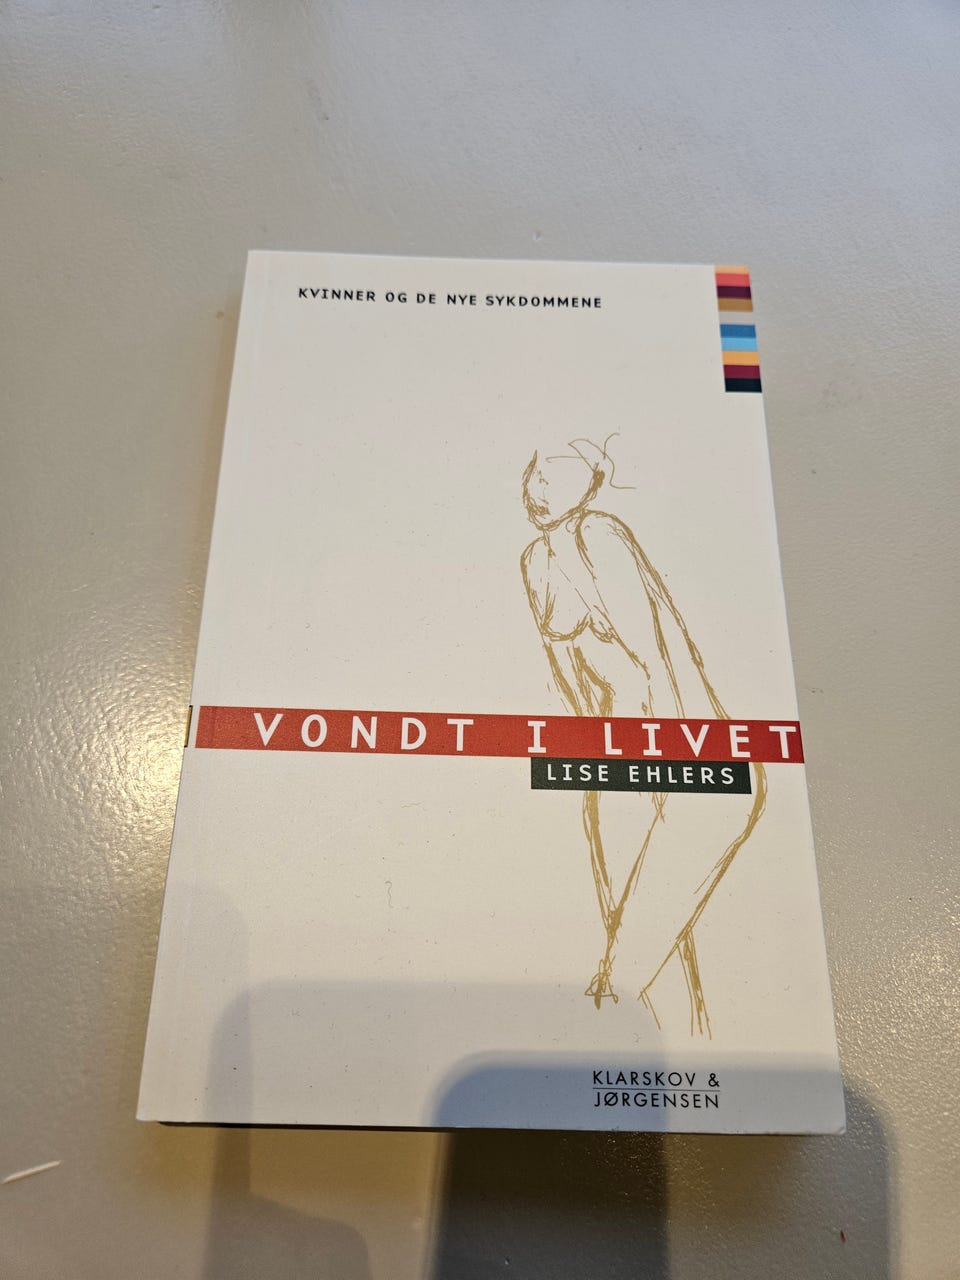 KVINNER OG DE NYE SYKDOMMENE
VONDT I LIVET
LISE EHLERS
KLARSKOV &
JØRGENSEN